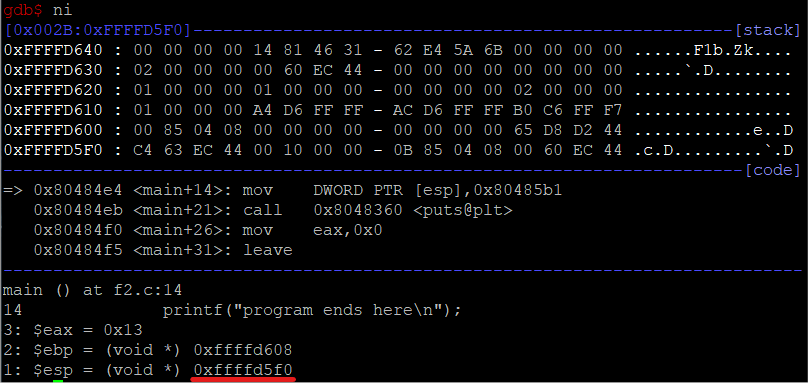 gdb$ ni
[0x002B:0xFFFFD5F0]------------------------------------------------------[stack]
0xFFFFD640 : 00 00 00 00 14 81 46 31 - 62 E4 5A 6B 00 00 00 00 ......F1b.Zk....
0xFFFFD630 : 02 00 00 00 00 60 EC 44 - 00 00 00 00 00 00 00 00 .....`.D........
0xFFFFD620 : 01 00 00 00 01 00 00 00 - 00 00 00 00 02 00 00 00 ................
0xFFFFD610 : 01 00 00 00 A4 D6 FF FF - AC D6 FF FF B0 C6 FF F7 ................
0xFFFFD600 : 00 85 04 08 00 00 00 00 - 00 00 00 00 65 D8 D2 44 ............e..D
0xFFFFD5F0 : C4 63 EC 44 00 10 00 00 - 0B 85 04 08 00 60 EC 44 .c.D.........`.D
--------------------------------------------------------------------------[code]
=> 0x80484e4 <main+14>: mov    DWORD PTR [esp],0x80485b1
   0x80484eb <main+21>: call   0x8048360 <puts@plt>
   0x80484f0 <main+26>: mov    eax,0x0
   0x80484f5 <main+31>: leave
--------------------------------------------------------------------------------
main () at f2.c:14
14              printf("program ends here\n");
3: $eax = 0x13
2: $ebp = (void *) 0xffffd608
1: $esp = (void *) 0xffffd5f0